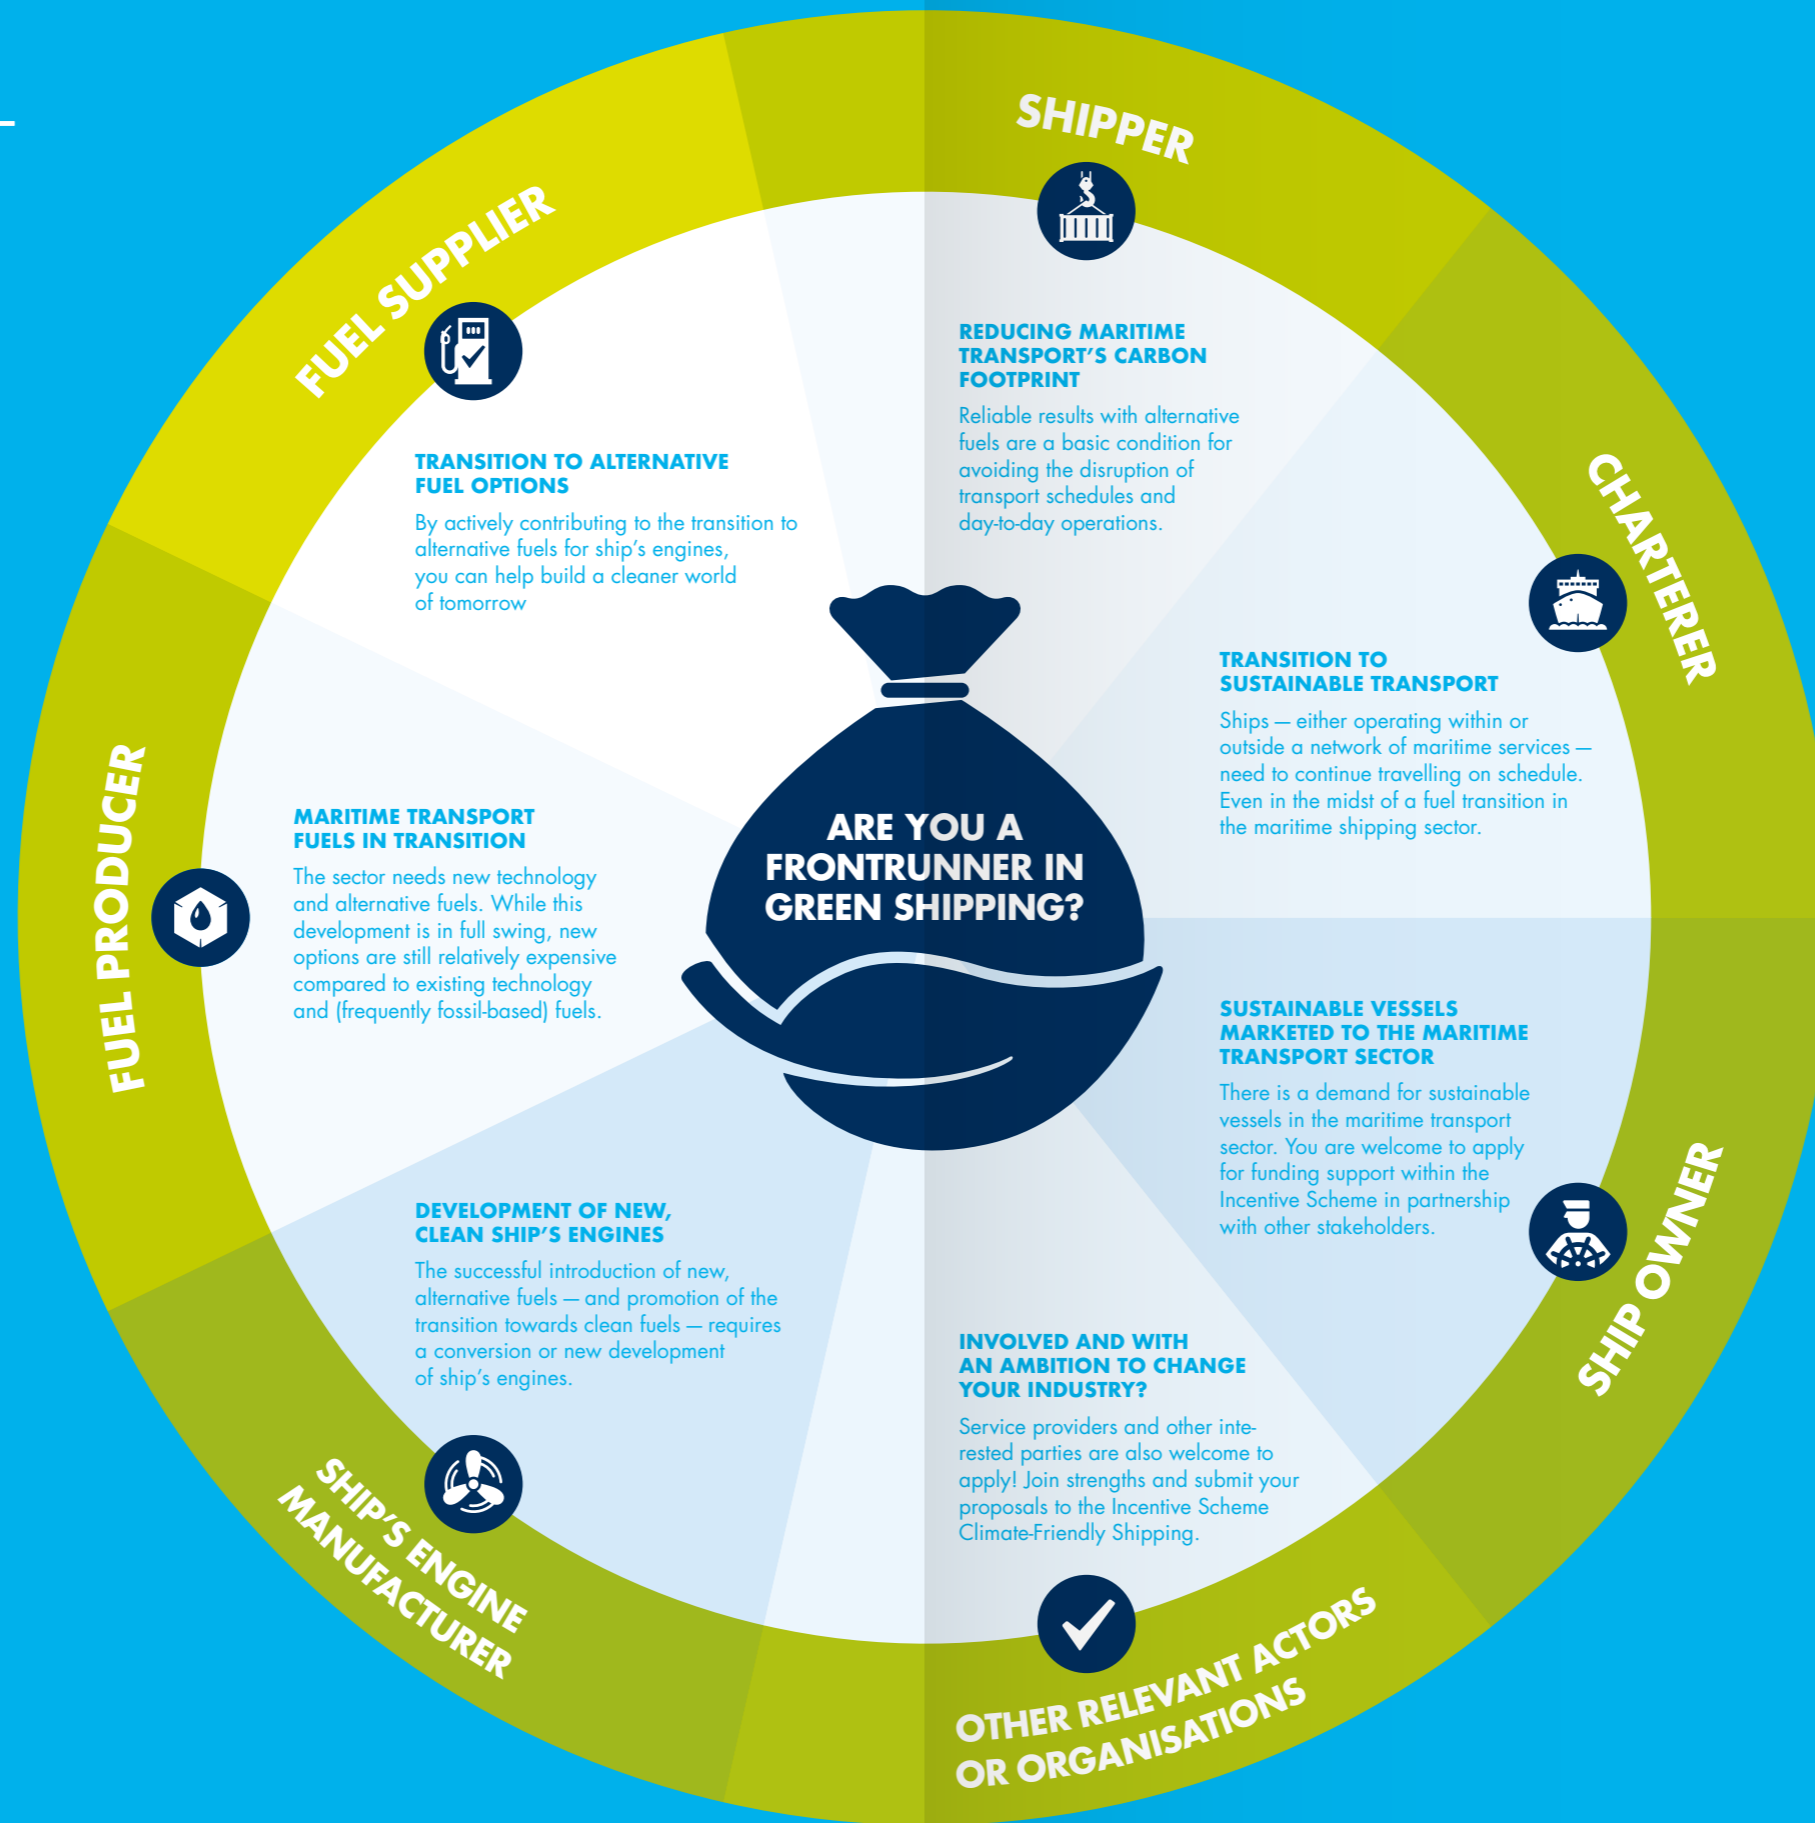 SHIPPER
REDUCING MARITIME
TRANSPORT'S CARBON
FOOTPRINT
Reliable results with alternative
fuels are a basic condition for
avoiding the disruption of
transport schedules and
day-to-day operations.
CHARTERER
TRANSITION TO
SUSTAINABLE TRANSPORT
Ships — either operating within or
outside a network of maritime services —
need to continue travelling on schedule.
Even in the midst of a fuel transition in
the maritime shipping sector.
SHIP OWNER
SUSTAINABLE VESSELS
MARKETED TO THE MARITIME
TRANSPORT SECTOR
There is a demand for sustainable
vessels in the maritime transport
sector. You are welcome to apply
for funding support within the
Incentive Scheme in partnership
with other stakeholders.
OTHER RELEVANT ACTORS
OR ORGANISATIONS
INVOLVED AND WITH
AN AMBITION TO CHANGE
YOUR INDUSTRY?
Service providers and other inte-
rested parties are also welcome to
apply! Join strengths and submit your
proposals to the Incentive Scheme
Climate-Friendly Shipping.
SHIP'S ENGINE
MANUFACTURER
DEVELOPMENT OF NEW,
CLEAN SHIP'S ENGINES
The successful introduction of new,
alternative fuels — and promotion of the
transition towards clean fuels — requires
a conversion or new development
of ship's engines.
FUEL PRODUCER
MARITIME TRANSPORT
FUELS IN TRANSITION
The sector needs new technology
and alternative fuels. While this
development is in full swing, new
options are still relatively expensive
compared to existing technology
and (frequently fossil-based) fuels.
FUEL SUPPLIER
TRANSITION TO ALTERNATIVE
FUEL OPTIONS
By actively contributing to the transition to
alternative fuels for ship's engines,
you can help build a cleaner world
of tomorrow
ARE YOU A
FRONTRUNNER IN
GREEN SHIPPING?